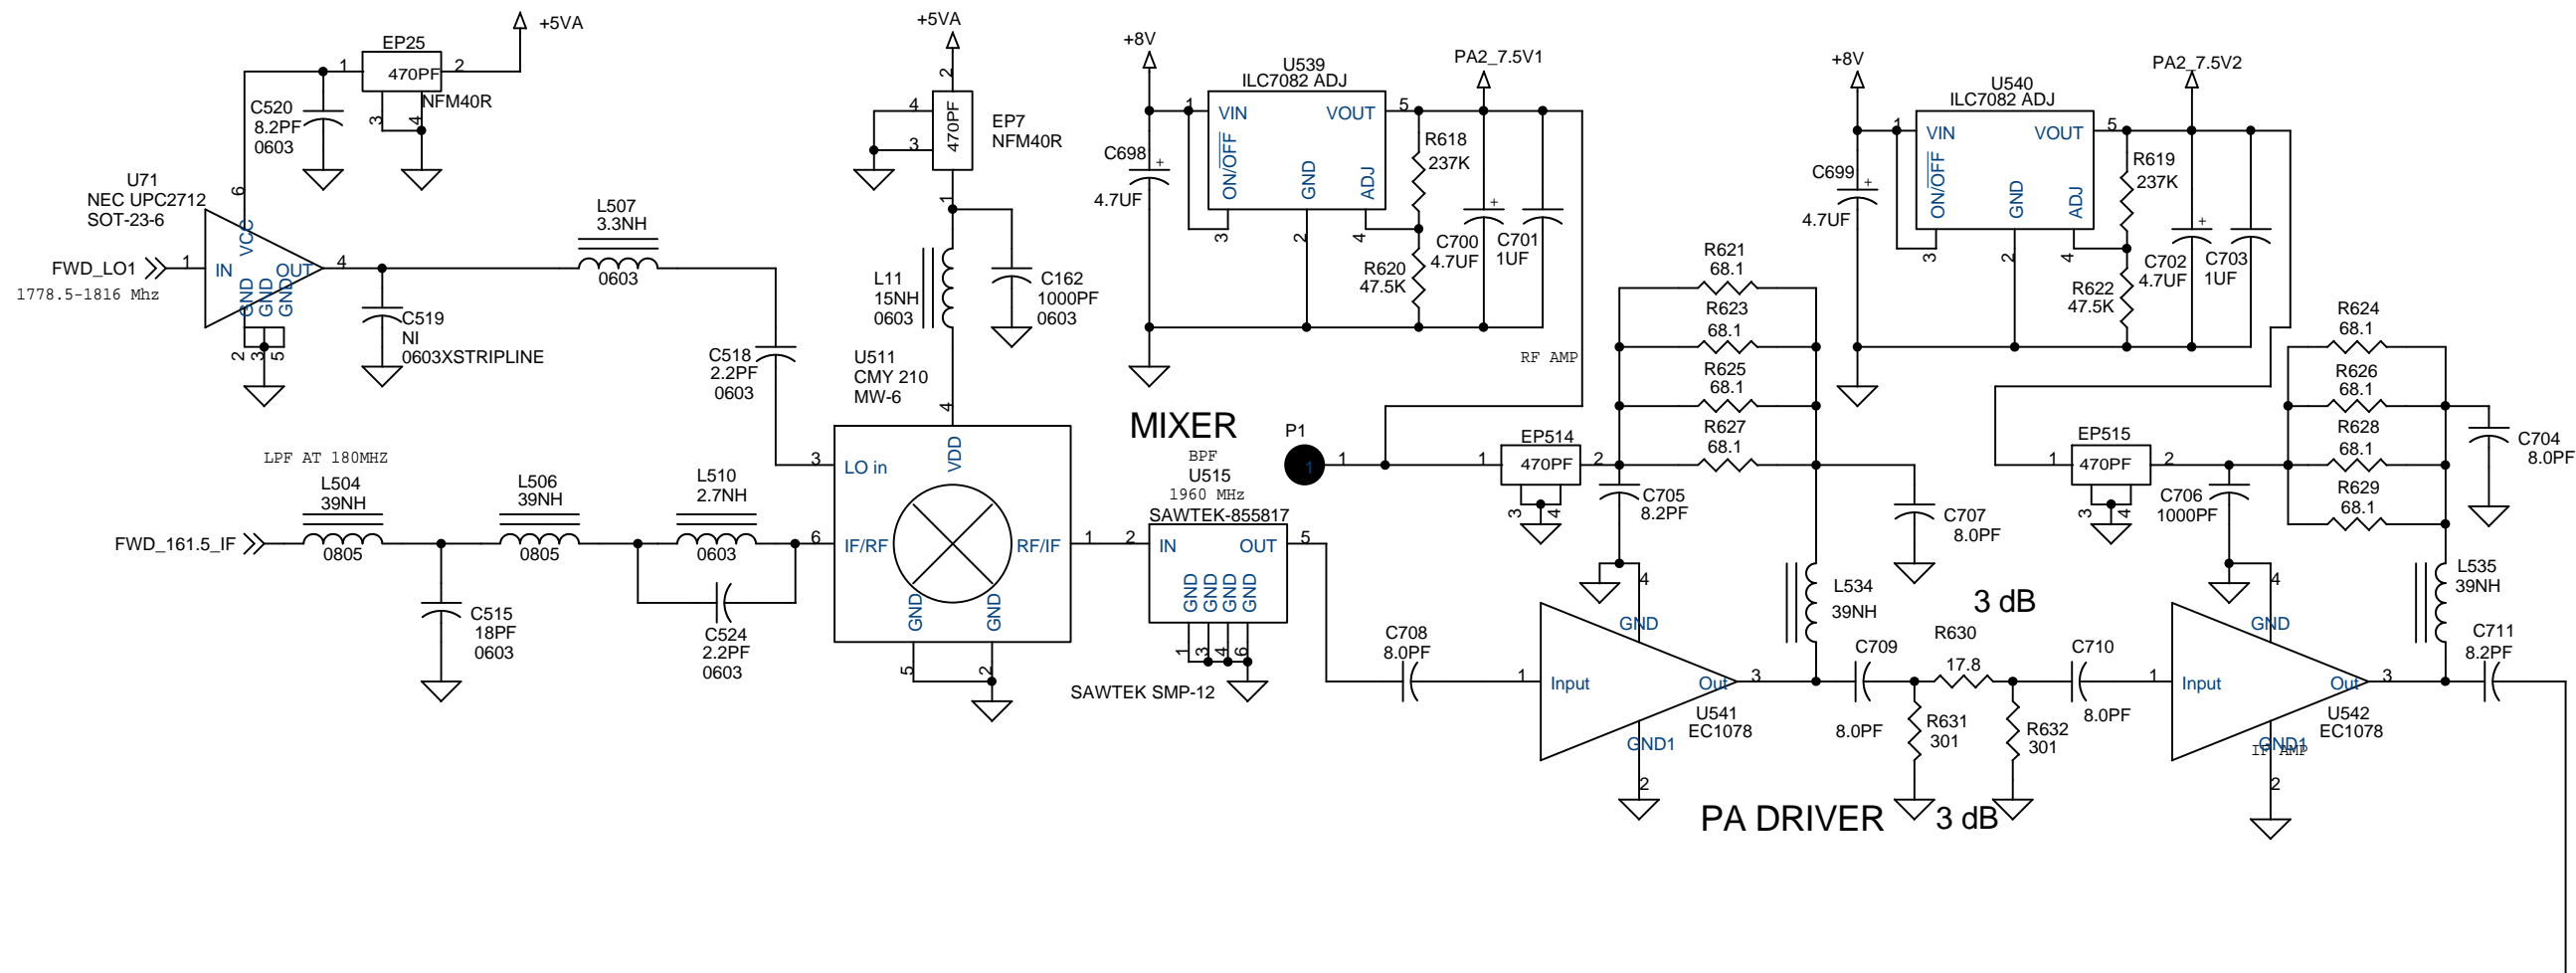 +5VA
EP25
1
470PF
2
NFM40R
3
4
C520
8.2PF
0603
U71
NEC UPC2712
SOT-23-6
6
VCC
FWD_LO1
1
IN
OUT
4
GND
GND
GND
2
3
5
1778.5-1816 Mhz
C519
NI
0603XSTRIPLINE
L507
3.3NH
0603
C518
2.2PF
0603
+5VA
2
4
3
470PF
EP7
NFM40R
1
L11
15NH
0603
C162
1000PF
0603
U511
CMY 210
MW-6
4
VDD
3
LO in
6
IF/RF
RF/IF
1
GND
GND
5
2
LPF AT 180MHZ
FWD_161.5_IF
L504
39NH
0805
L506
39NH
0805
L510
2.7NH
0603
C515
18PF
0603
C524
2.2PF
0603
MIXER
BPF
U515
1960 MHz
SAWTEK-855817
2
IN
OUT
5
GND
GND
GND
GND
1
3
4
6
SAWTEK SMP-12
+8V
U539
ILC7082 ADJ
1
VIN
VOUT
5
ON/OFF
GND
ADJ
3
2
4
C698
+
4.7UF
PA2_7.5V1
R618
237K
R620
47.5K
+
C700
4.7UF
C701
1UF
RF AMP
P1
1
1
1
EP514
470PF
2
3
4
R621
68.1
R623
68.1
R625
68.1
R627
68.1
C705
8.2PF
C707
8.0PF
L534
39NH
C708
8.0PF
1
Input
Out
3
4
GND
GND1
2
U541
EC1078
PA DRIVER
C709
8.0PF
3 dB
R630
17.8
R631
301
R632
301
3 dB
C710
8.0PF
+8V
U540
ILC7082 ADJ
1
VIN
VOUT
5
ON/OFF
GND
ADJ
3
2
4
C699
+
4.7UF
PA2_7.5V2
R619
237K
R622
47.5K
+
C702
4.7UF
C703
1UF
EP515
1
470PF
2
3
4
C706
1000PF
R624
68.1
R626
68.1
R628
68.1
R629
68.1
C704
8.0PF
L535
39NH
1
Input
Out
3
4
GND
GND1
IF AMP
2
U542
EC1078
C711
8.2PF